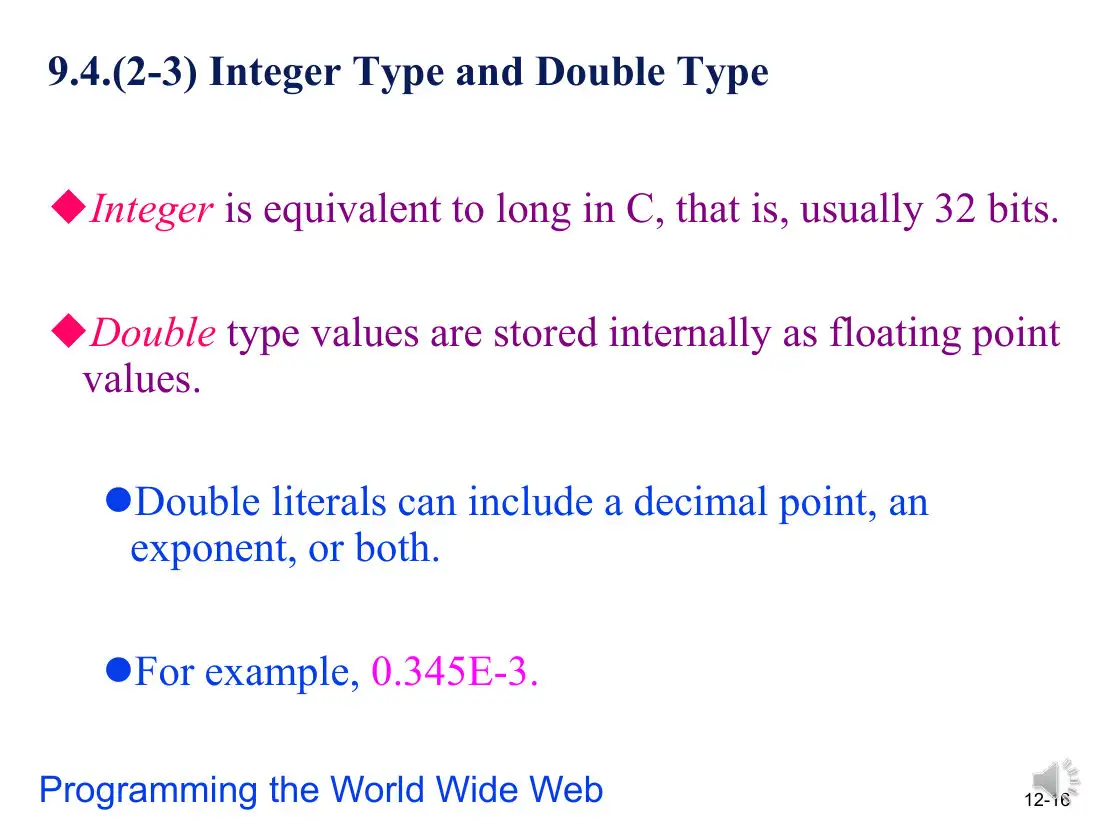 9.4.(2-3) Integer Type and Double Type
◆Integer is equivalent to long in C, that is, usually 32 bits.
◆Double type values are stored internally as floating point
values.
●Double literals can include a decimal point, an
exponent, or both.
●For example, 0.345E-3.
Programming the World Wide Web
12-16